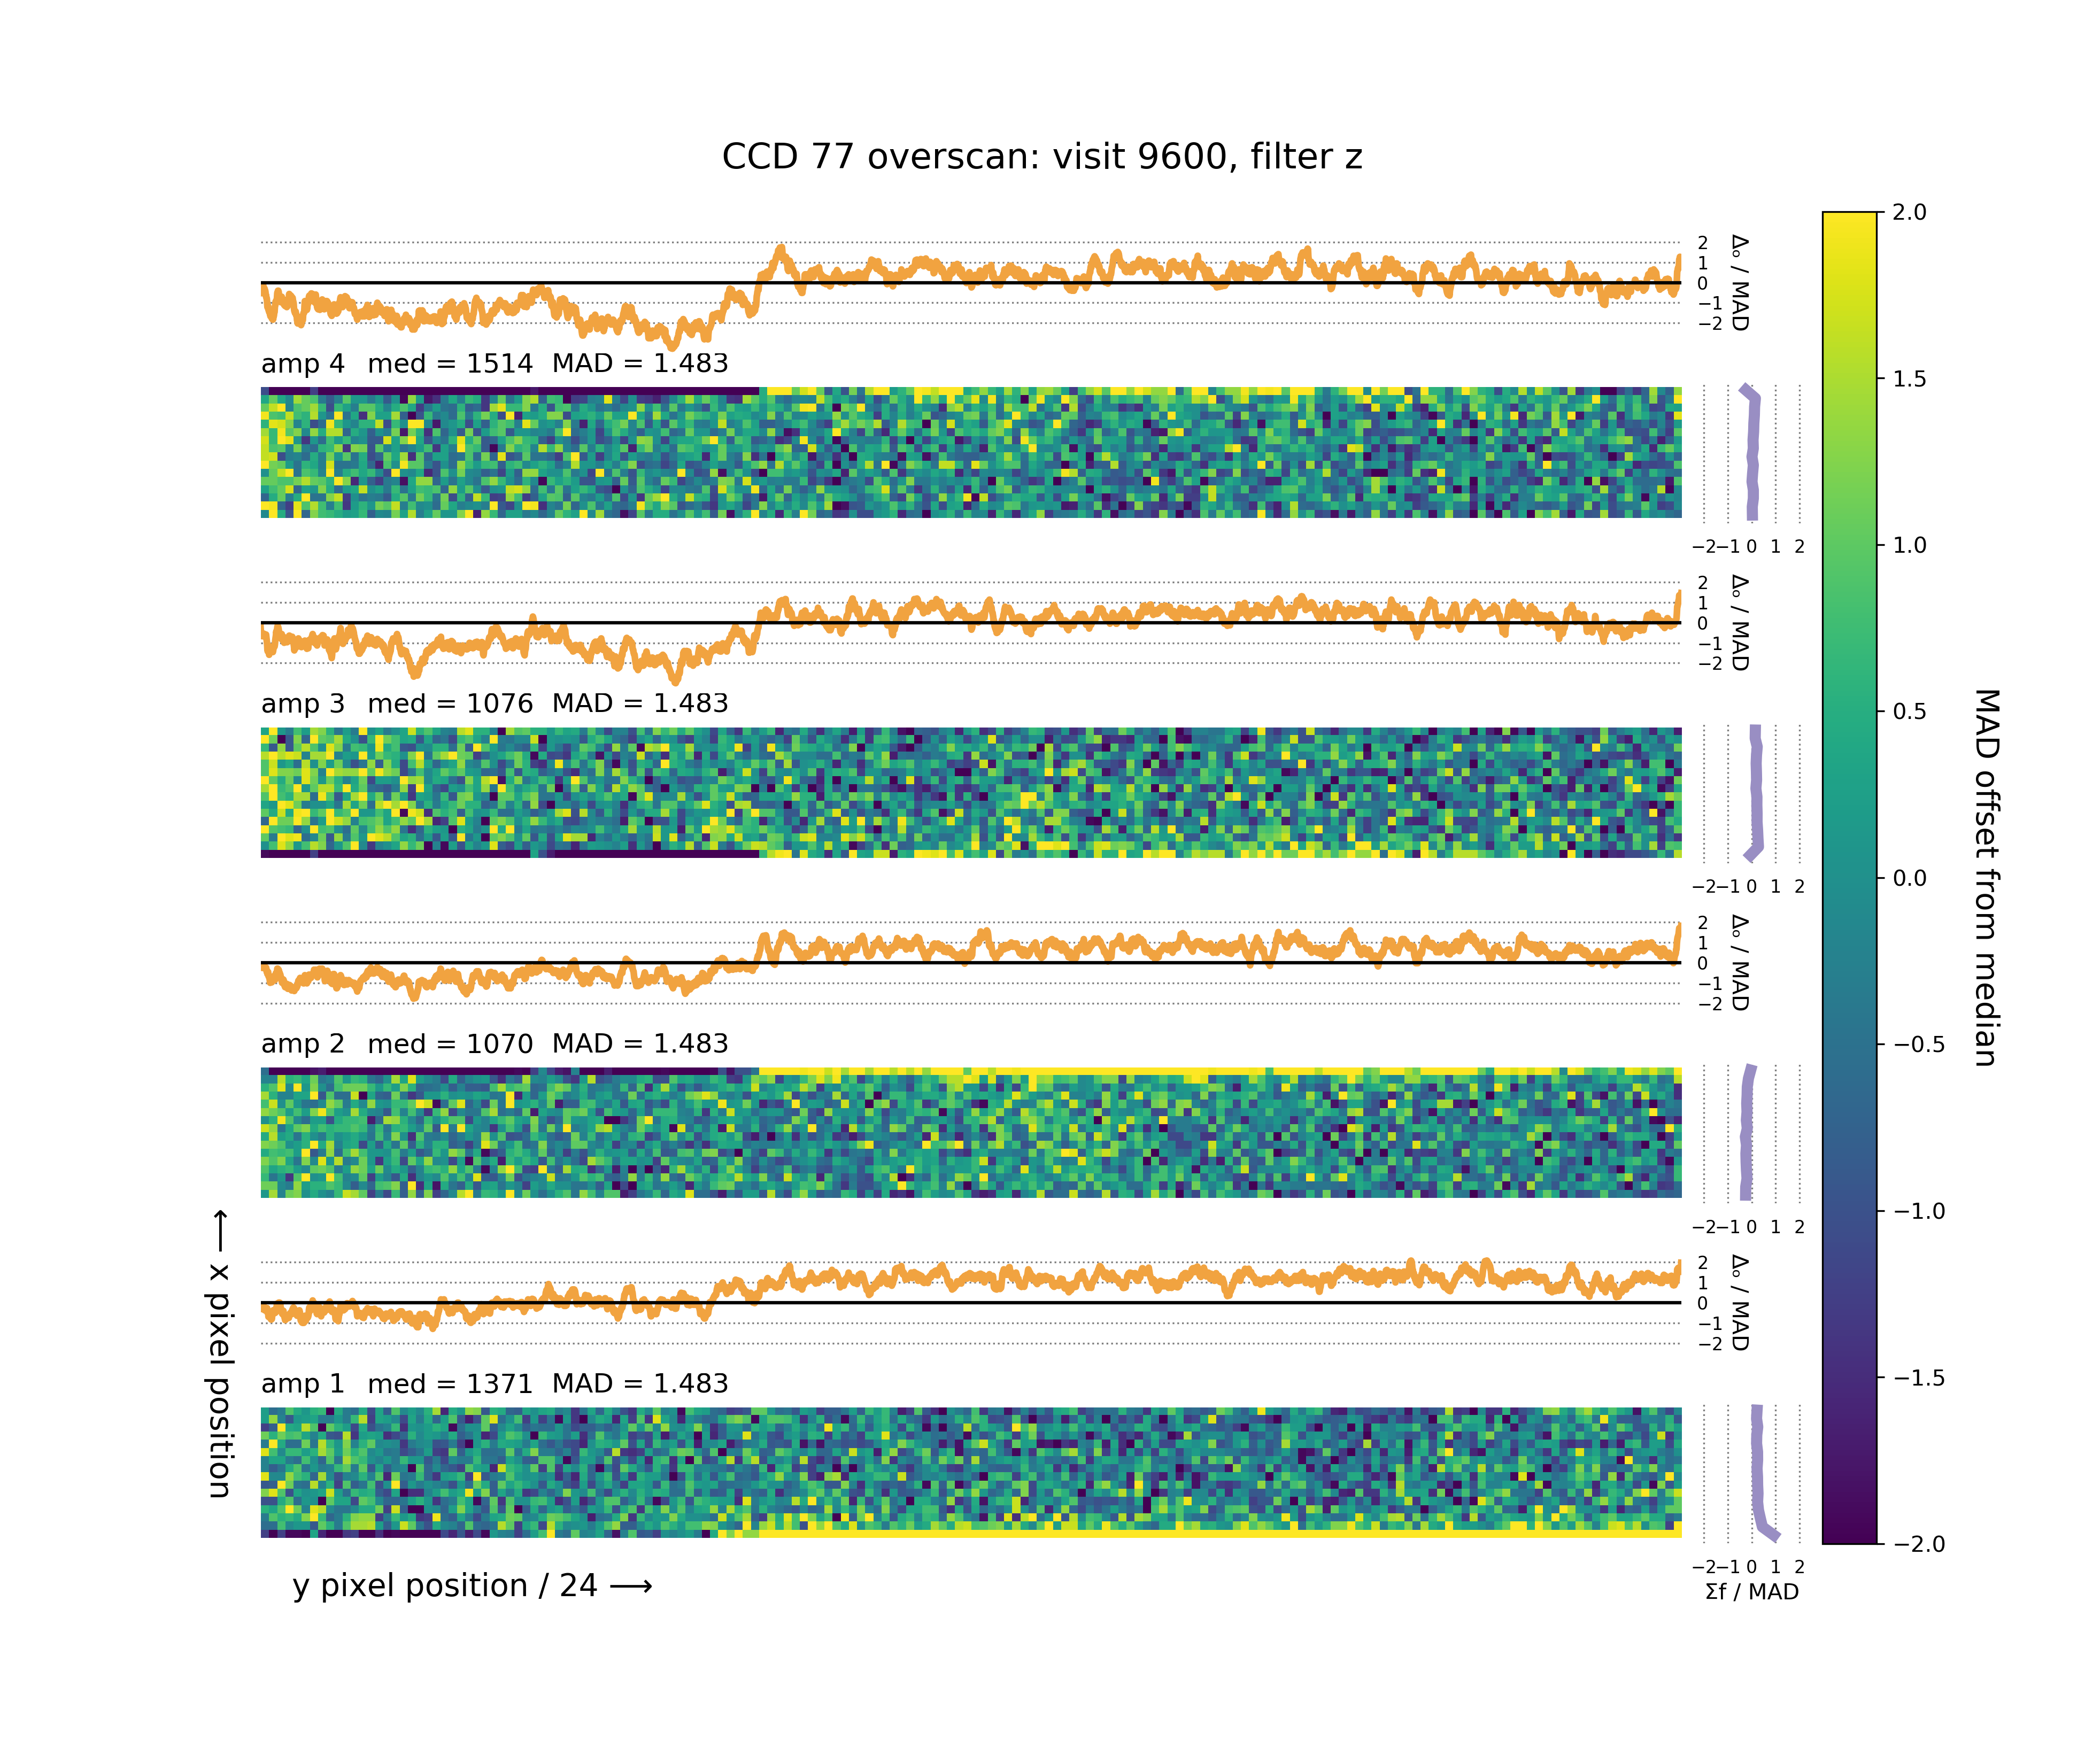 CCD 77 overscan: visit 9600, filter z
2
1
0
−1
−2
Δₒ / MAD
amp 4 med = 1514 MAD = 1.483
−2 −1 0 1 2
2
1
0
−1
−2
Δₒ / MAD
amp 3 med = 1076 MAD = 1.483
−2 −1 0 1 2
2
1
0
−1
−2
Δₒ / MAD
amp 2 med = 1070 MAD = 1.483
−2 −1 0 1 2
2
1
0
−1
−2
Δₒ / MAD
amp 1 med = 1371 MAD = 1.483
−2 −1 0 1 2
Σf / MAD
y pixel position / 24 ⟶
⟵ x pixel position
2.0
1.5
1.0
0.5
0.0
−0.5
−1.0
−1.5
−2.0
MAD offset from median